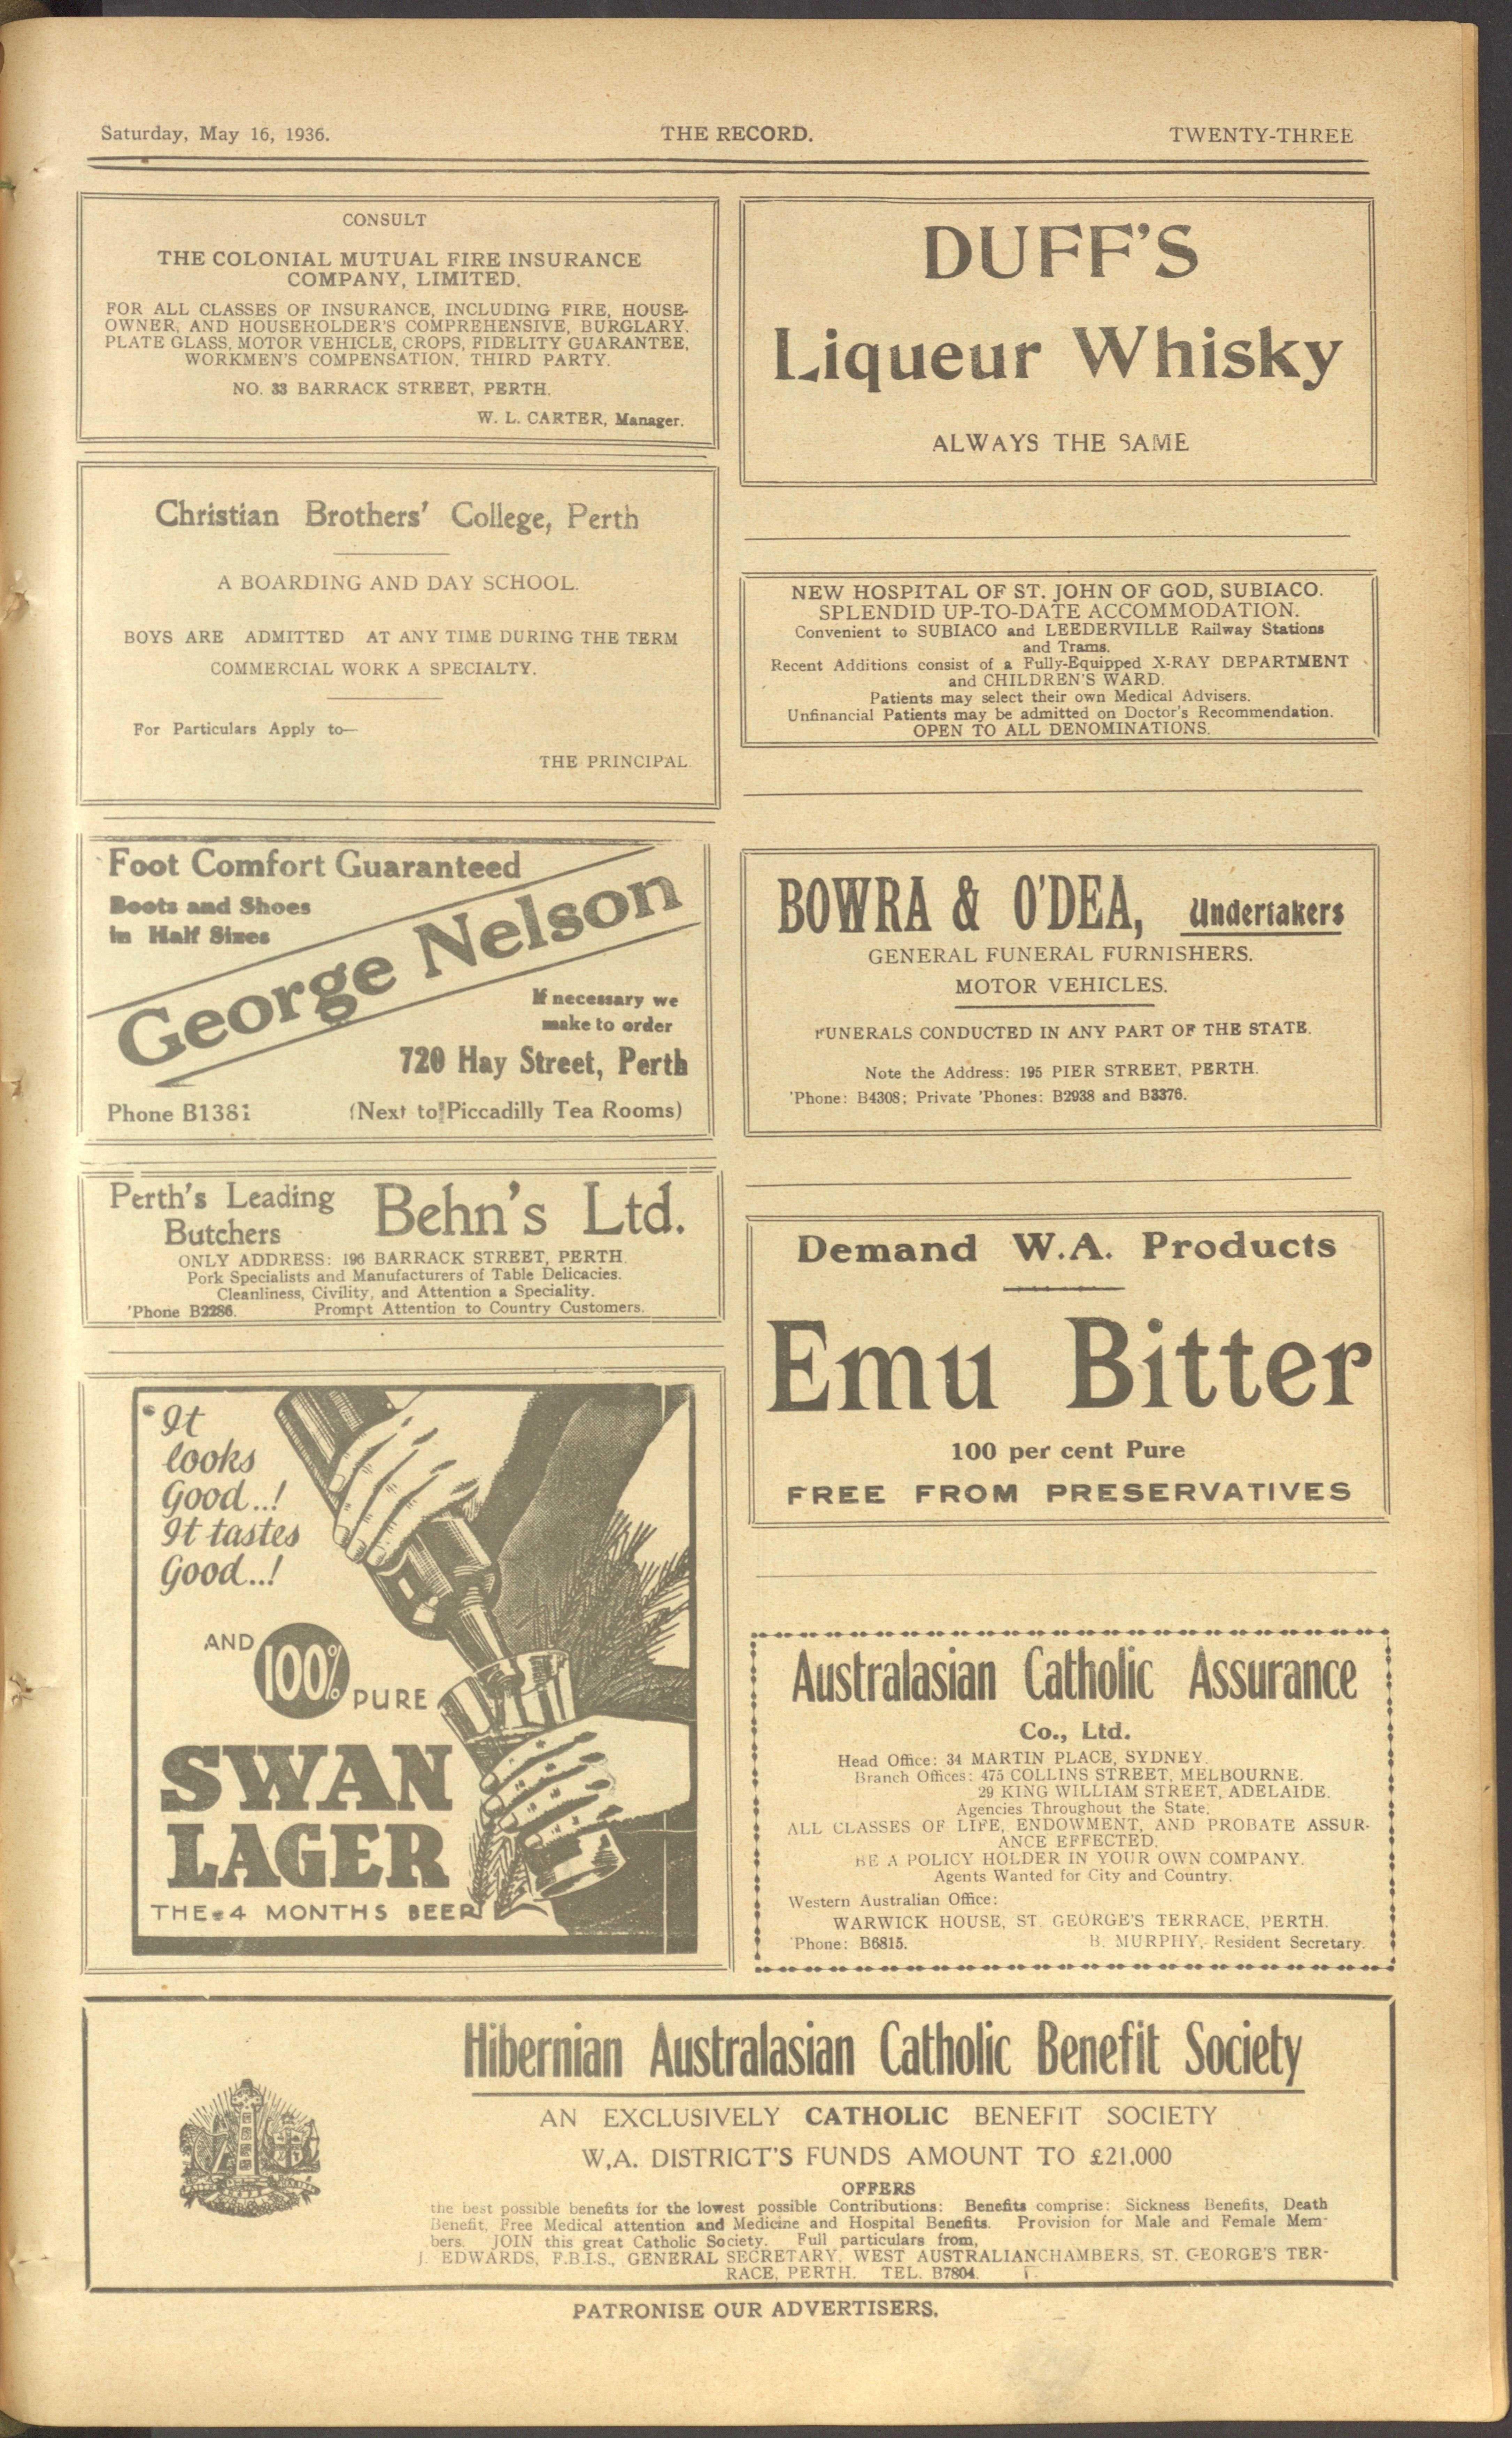 Saturday, May 16, 1936.
THE RECORD.
TWENTY-THREE
CONSULT
THE COLONIAL MUTUAL FIRE INSURANCE
COMPANY, LIMITED.
FOR ALL CLASSES OF INSURANCE, INCLUDING FIRE, HOUSE-
OWNER, AND HOUSEHOLDER'S COMPREHENSIVE, BURGLARY.
PLATE GLASS, MOTOR VEHICLE, CROPS, FIDELITY GUARANTEE,
WORKMEN'S COMPENSATION, THIRD PARTY.
NO. 33 BARRACK STREET, PERTH.
W. L. CARTER, Manager.
Christian Brothers' College, Perth
A BOARDING AND DAY SCHOOL.
BOYS ARE ADMITTED AT ANY TIME DURING THE TERM
COMMERCIAL WORK A SPECIALTY.
For Particulars Apply to—
THE PRINCIPAL
Foot Comfort Guaranteed
Boots and Shoes
in Half Sizes
George Nelson
If necessary we
make to order
720 Hay Street, Perth
Phone B1381
(Next to Piccadilly Tea Rooms)
Perth's Leading
Butchers
Behn's Ltd.
ONLY ADDRESS: 196 BARRACK STREET, PERTH
Pork Specialists and Manufacturers of Table Delicacies.
Cleanliness, Civility, and Attention a Speciality.
'Phone B2286. Prompt Attention to Country Customers.
It
looks
Good..!
It tastes
Good..!
AND 100% PURE
SWAN
LAGER
THE 4 MONTHS BEER
DUFF'S
Liqueur Whisky
ALWAYS THE SAME
NEW HOSPITAL OF ST. JOHN OF GOD, SUBIACO.
SPLENDID UP-TO-DATE ACCOMMODATION.
Convenient to SUBIACO and LEEDERVILLE Railway Stations
and Trams.
Recent Additions consist of a Fully-Equipped X-RAY DEPARTMENT
and CHILDREN'S WARD.
Patients may select their own Medical Advisers.
Unfinancial Patients may be admitted on Doctor's Recommendation.
OPEN TO ALL DENOMINATIONS.
BOWRA & O'DEA, Undertakers
GENERAL FUNERAL FURNISHERS.
MOTOR VEHICLES.
FUNERALS CONDUCTED IN ANY PART OF THE STATE.
Note the Address: 195 PIER STREET, PERTH.
'Phone: B4308; Private 'Phones: B2938 and B3376.
Demand W.A. Products
Emu Bitter
100 per cent Pure
FREE FROM PRESERVATIVES
Australasian Catholic Assurance
Co., Ltd.
Head Office: 34 MARTIN PLACE, SYDNEY.
Branch Offices: 475 COLLINS STREET, MELBOURNE.
29 KING WILLIAM STREET, ADELAIDE.
Agencies Throughout the State.
ALL CLASSES OF LIFE, ENDOWMENT, AND PROBATE ASSUR-
ANCE EFFECTED.
BE A POLICY HOLDER IN YOUR OWN COMPANY.
Agents Wanted for City and Country.
Western Australian Office:
WARWICK HOUSE, ST. GEORGE'S TERRACE, PERTH.
'Phone: B6815. B. MURPHY, Resident Secretary.
Hibernian Australasian Catholic Benefit Society
AN EXCLUSIVELY CATHOLIC BENEFIT SOCIETY
W.A. DISTRICT'S FUNDS AMOUNT TO £21,000
OFFERS
the best possible benefits for the lowest possible Contributions: Benefits comprise: Sickness Benefits, Death
Benefit, Free Medical attention and Medicine and Hospital Benefits. Provision for Male and Female Mem-
bers. JOIN this great Catholic Society. Full particulars from,
J. EDWARDS, F.B.I.S., GENERAL SECRETARY, WEST AUSTRALIANCHAMBERS, ST. GEORGE'S TER-
RACE, PERTH. TEL. B7804.
PATRONISE OUR ADVERTISERS.